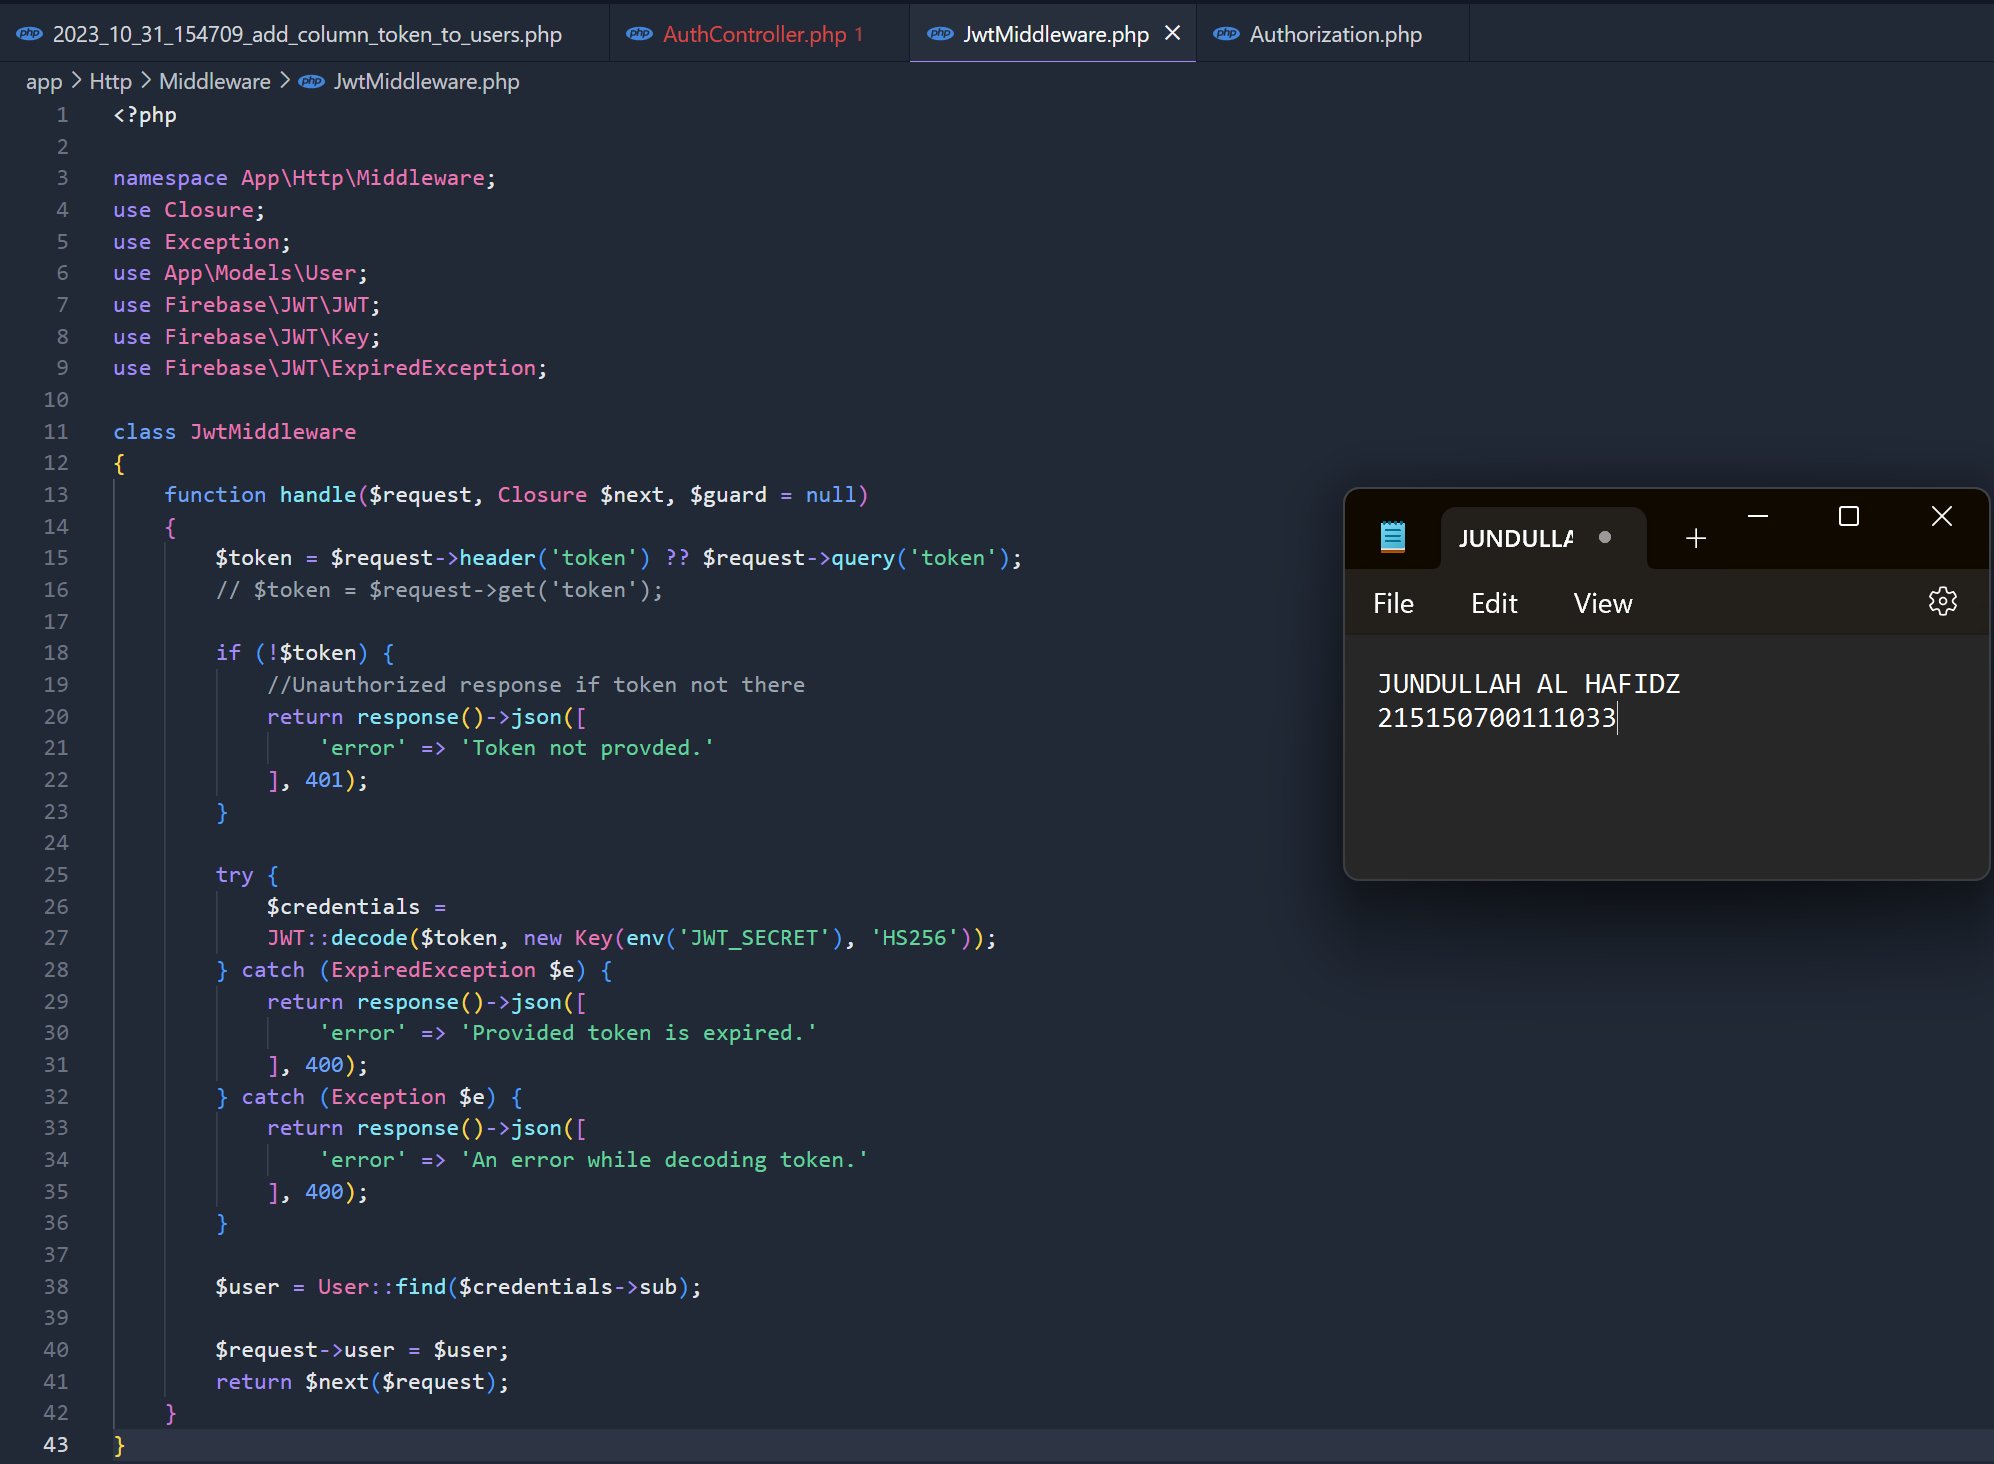 2023_10_31_154709_add_column_token_to_users.php
AuthController.php 1
JwtMiddleware.php
Authorization.php
app > Http > Middleware > JwtMiddleware.php
1 <?php
2
3 namespace App\Http\Middleware;
4 use Closure;
5 use Exception;
6 use App\Models\User;
7 use Firebase\JWT\JWT;
8 use Firebase\JWT\Key;
9 use Firebase\JWT\ExpiredException;
10
11 class JwtMiddleware
12 {
13     function handle($request, Closure $next, $guard = null)
14     {
15         $token = $request->header('token') ?? $request->query('token');
16         // $token = $request->get('token');
17
18         if (!$token) {
19             //Unauthorized response if token not there
20             return response()->json([
21                 'error' => 'Token not provded.'
22             ], 401);
23         }
24
25         try {
26             $credentials =
27             JWT::decode($token, new Key(env('JWT_SECRET'), 'HS256'));
28         } catch (ExpiredException $e) {
29             return response()->json([
30                 'error' => 'Provided token is expired.'
31             ], 400);
32         } catch (Exception $e) {
33             return response()->json([
34                 'error' => 'An error while decoding token.'
35             ], 400);
36         }
37
38         $user = User::find($credentials->sub);
39
40         $request->user = $user;
41         return $next($request);
42     }
43 }
JUNDULLA
File Edit View
JUNDULLAH AL HAFIDZ
215150700111033